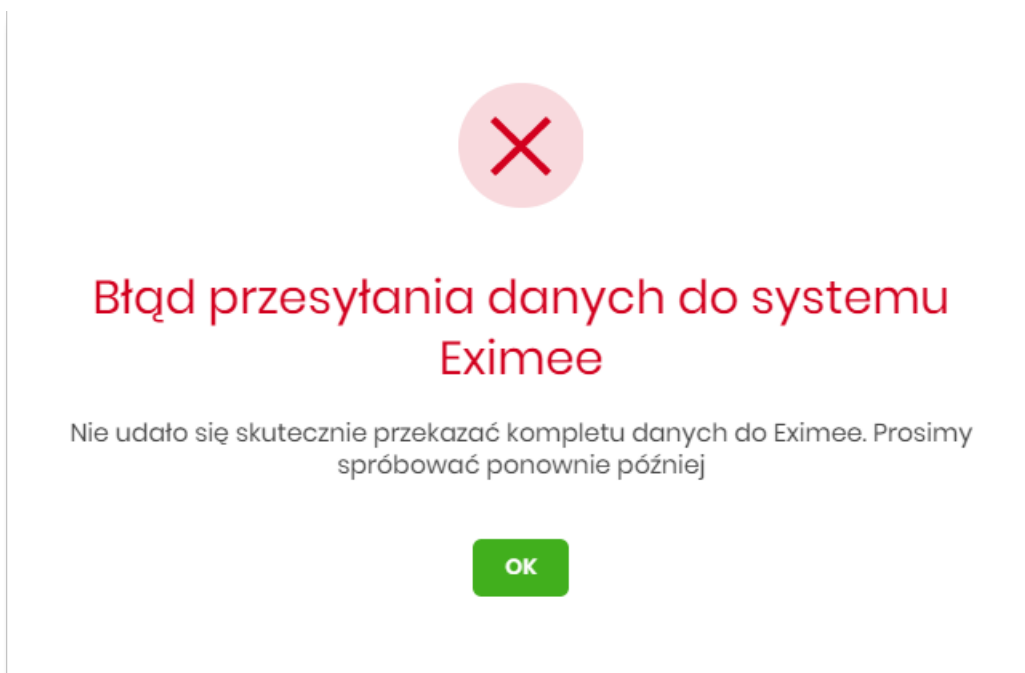 Błąd przesyłania danych do systemu
Eximee
Nie udało się skutecznie przekazać kompletu danych do Eximee. Prosimy
spróbować ponownie później
OK